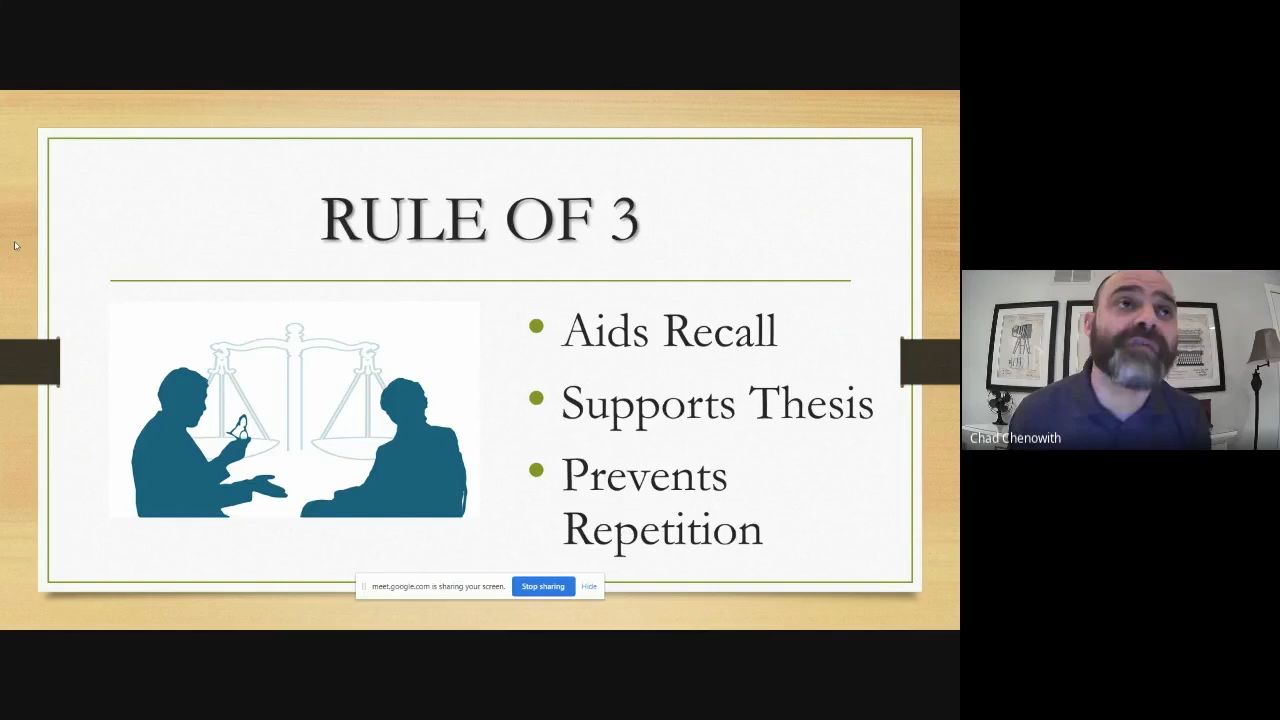 RULE OF 3
Aids Recall
Supports Thesis
Prevents
Repetition
meet.google.com is sharing your screen.
Stop sharing
Hide
Chad Chenowith